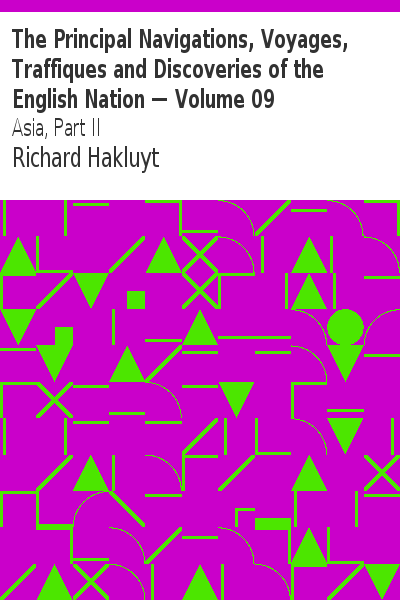 The Principal Navigations, Voyages,
Traffiques and Discoveries of the
English Nation — Volume 09
Asia, Part II
Richard Hakluyt